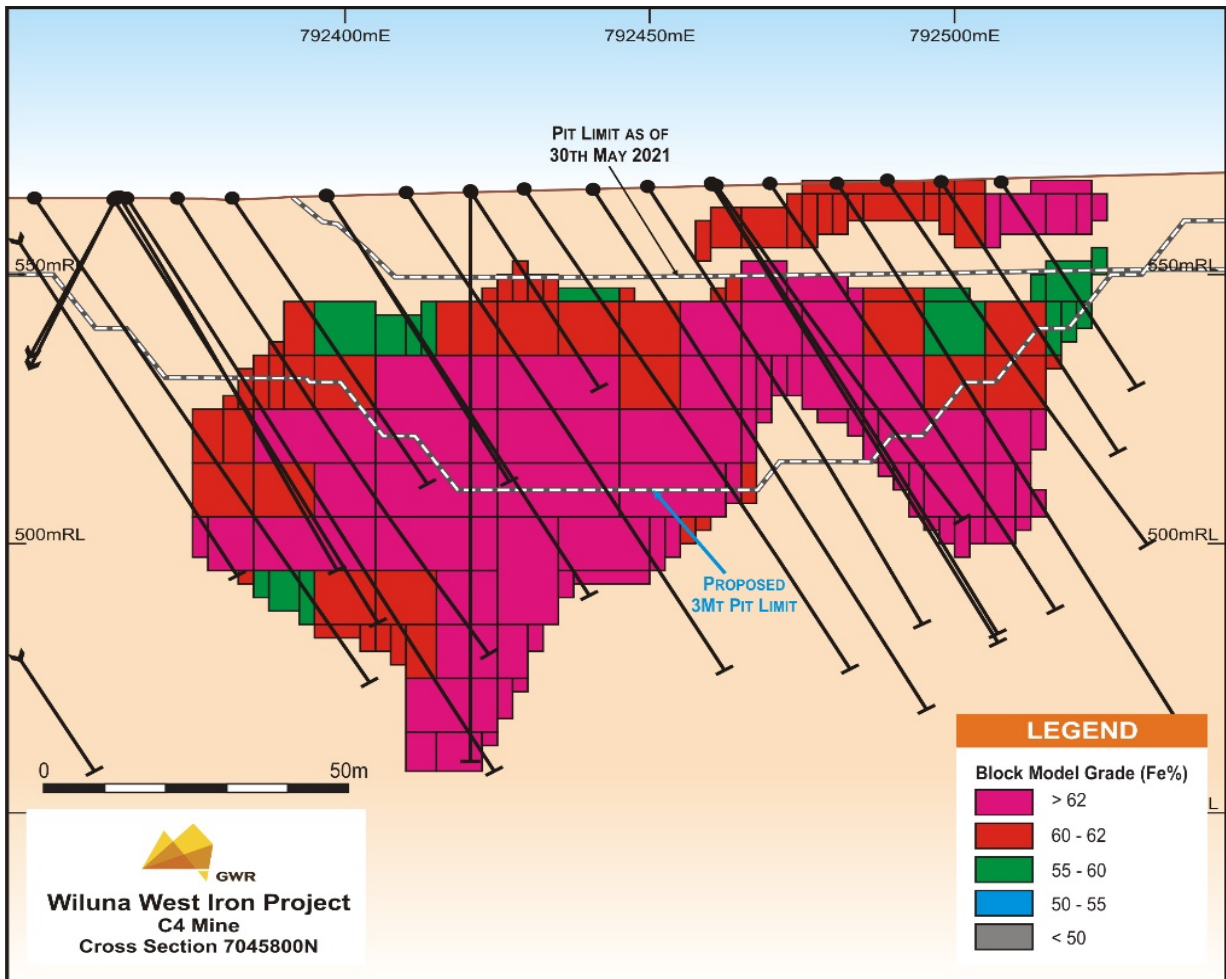 792400mE
792450mE
792500mE
PIT LIMIT AS OF
30TH MAY 2021
550mRL
550mRL
500mRL
500mRL
PROPOSED
3MT PIT LIMIT
0
50m
GWR
Wiluna West Iron Project
C4 Mine
Cross Section 7045800N
LEGEND
Block Model Grade (Fe%)
> 62
60 - 62
55 - 60
50 - 55
< 50
L